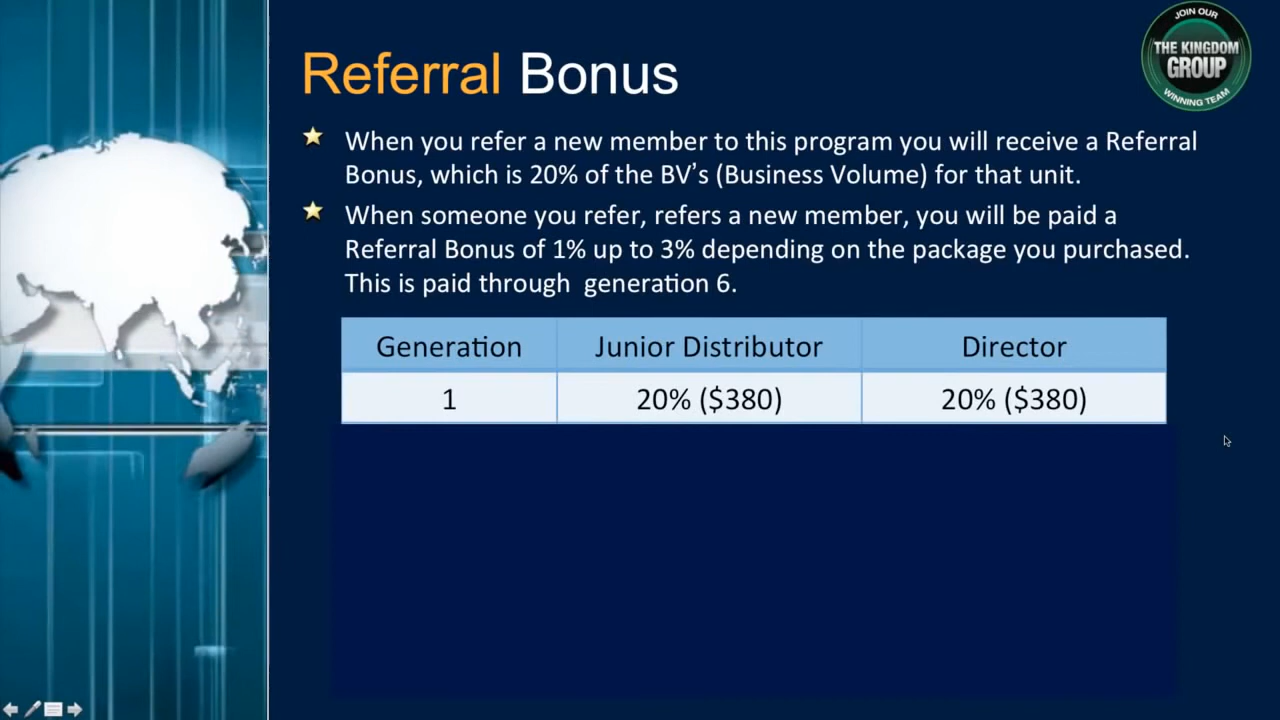 JOIN OUR
THE KINGDOM
GROUP
WINNING TEAM
Referral Bonus
When you refer a new member to this program you will receive a Referral
Bonus, which is 20% of the BV’s (Business Volume) for that unit.
When someone you refer, refers a new member, you will be paid a
Referral Bonus of 1% up to 3% depending on the package you purchased.
This is paid through  generation 6.
Generation Junior Distributor Director
1 20% ($380) 20% ($380)